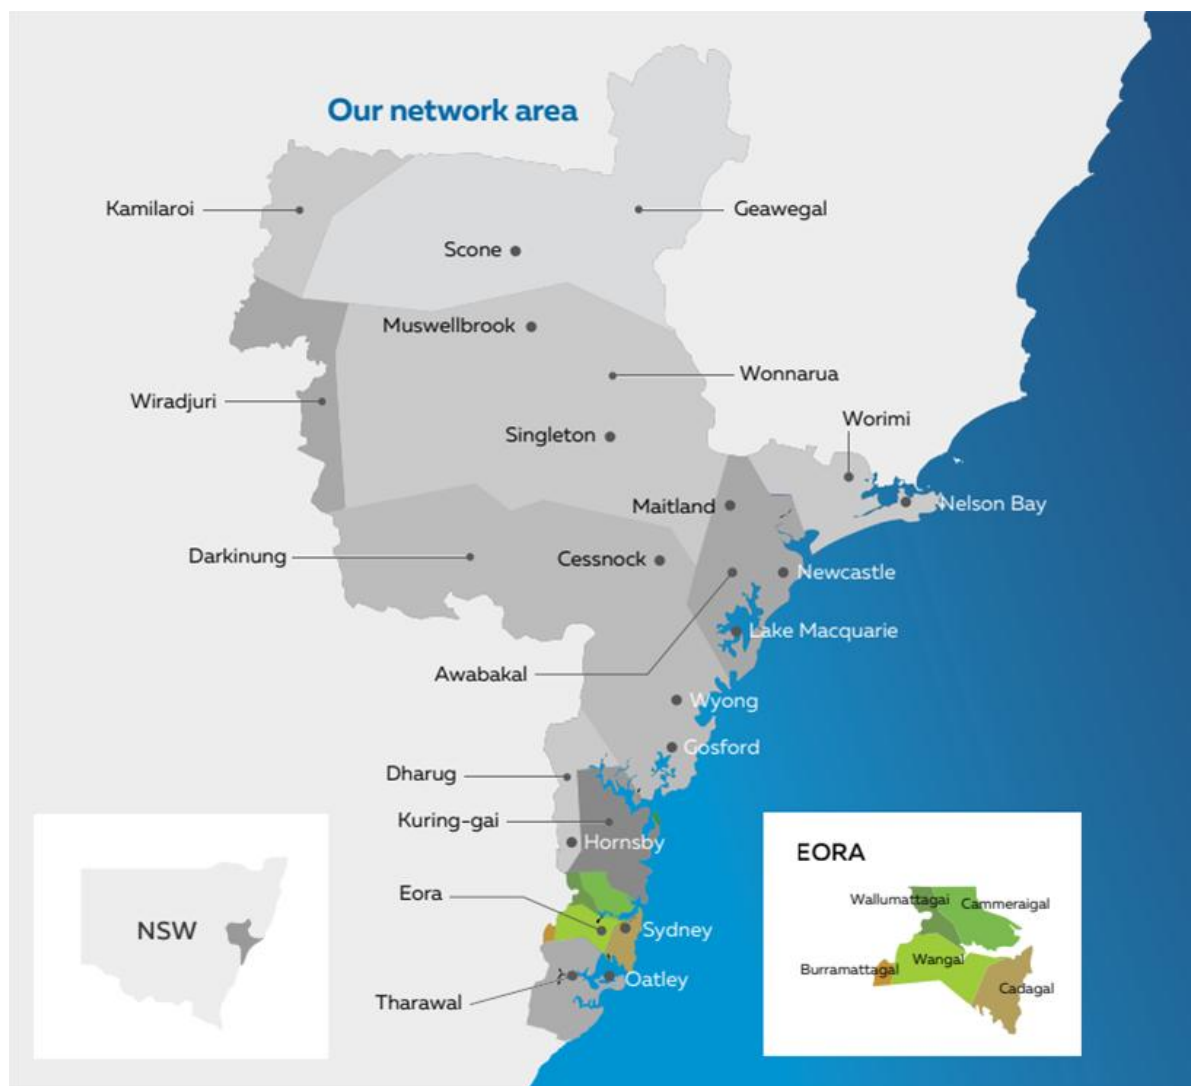 Our network area
Kamilaroi
Geawegal
Scone
Muswellbrook
Wonnarua
Wiradjuri
Worimi
Singleton
Maitland
Nelson Bay
Darkinung
Cessnock
Newcastle
Lake Macquarie
Awabakal
Wyong
Gosford
Dharug
Kuring-gai
Hornsby
Eora
Sydney
Oatley
Tharawal
NSW
EORA
Wallumattagai
Cammeraigal
Wangal
Burramattagal
Cadagal